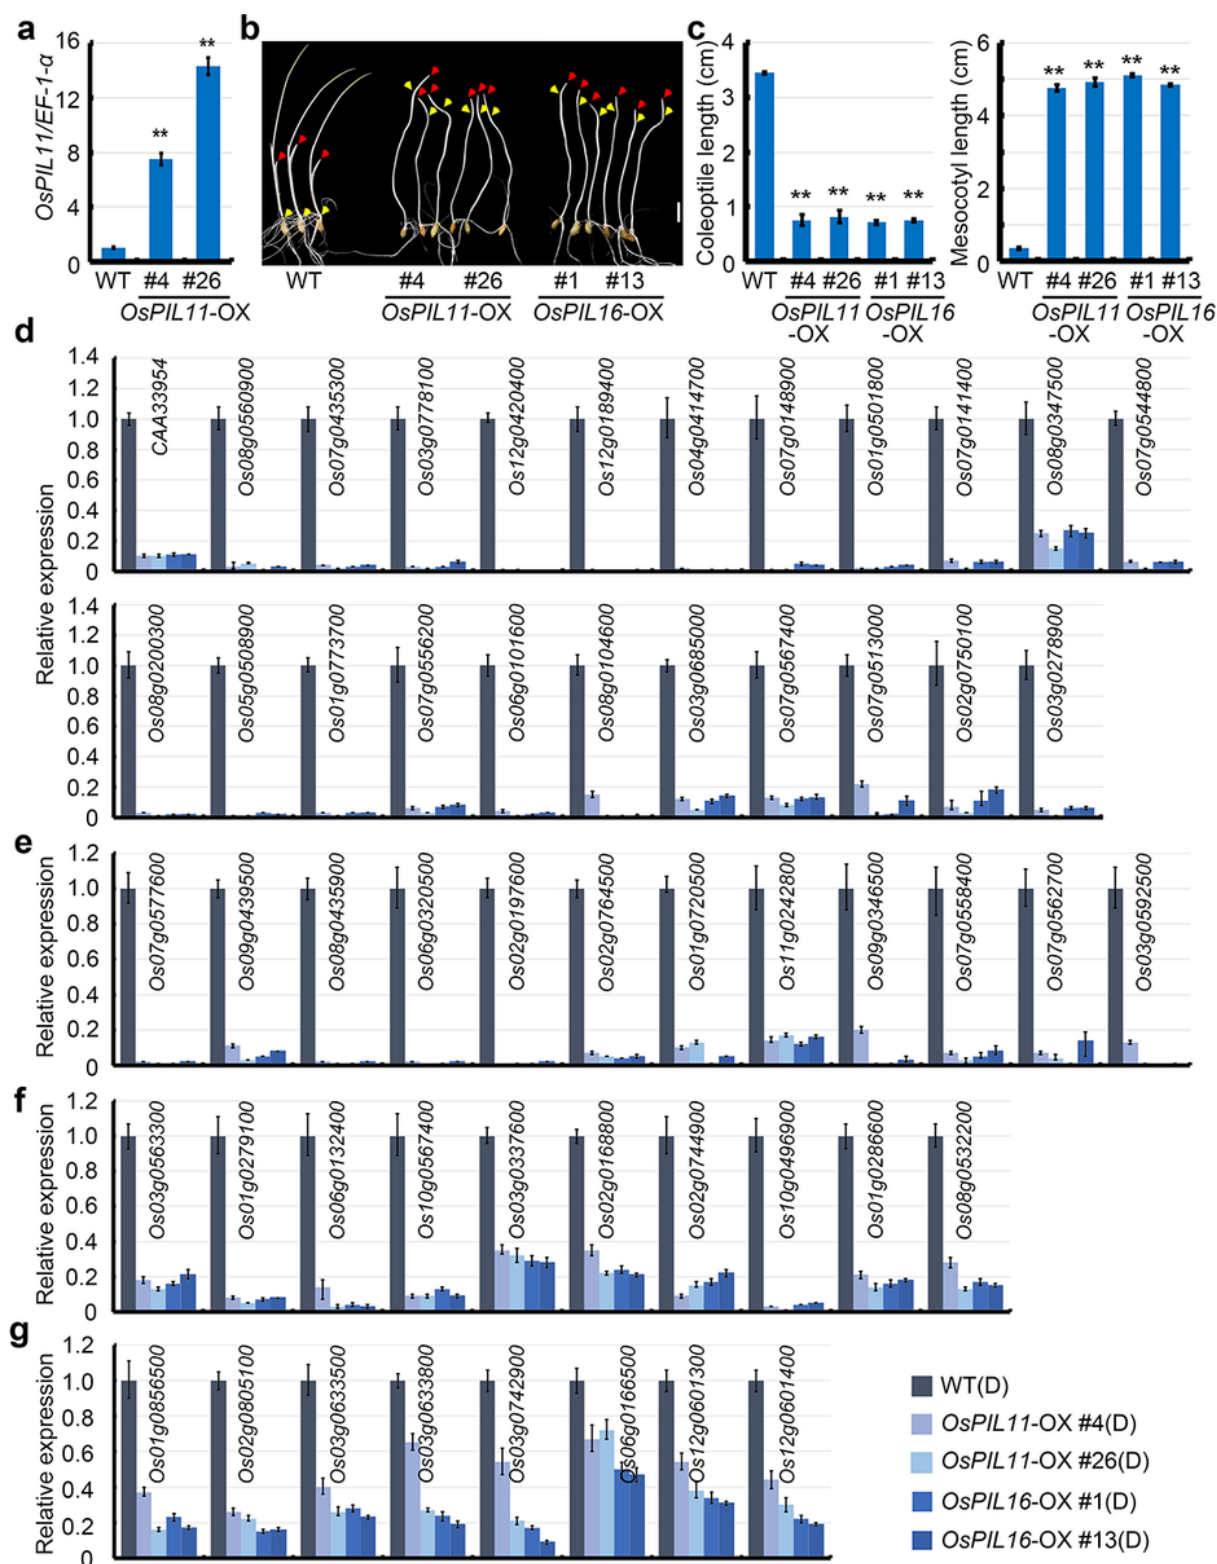 a
b
c
OsPIL11/EF-1-α
16
12
8
4
0
**
**
WT
#4
#26
OsPIL11-OX
WT
#4
#26
#1
#13
OsPIL11-OX
OsPIL16-OX
Coleoptile length (cm)
4
3
2
1
0
**
**
**
**
WT
#4
#26
#1
#13
OsPIL11
-OX
OsPIL16
-OX
Mesocotyl length (cm)
6
4
2
0
**
**
**
**
WT
#4
#26
#1
#13
OsPIL11
-OX
OsPIL16
-OX
d
Relative expression
1.4
1.2
1.0
0.8
0.6
0.4
0.2
0
CAA33954
Os08g0560900
Os07g0435300
Os03g0778100
Os12g0420400
Os12g0189400
Os04g0414700
Os07g0148900
Os01g0501800
Os07g0141400
Os08g0347500
Os07g0544800
1.4
1.2
1.0
0.8
0.6
0.4
0.2
0
Os08g0200300
Os05g0508900
Os01g0773700
Os07g0556200
Os06g0101600
Os08g0104600
Os03g0685000
Os07g0567400
Os07g0513000
Os02g0750100
Os03g0278900
e
Relative expression
1.2
1.0
0.8
0.6
0.4
0.2
0
Os07g0577600
Os09g0439500
Os08g0435900
Os06g0320500
Os02g0197600
Os02g0764500
Os01g0720500
Os11g0242800
Os09g0346500
Os07g0558400
Os07g0562700
Os03g0592500
f
Relative expression
1.2
1.0
0.8
0.6
0.4
0.2
0
Os03g0563300
Os01g0279100
Os06g0132400
Os10g0567400
Os03g0337600
Os02g0168800
Os02g0744900
Os10g0496900
Os01g0286600
Os08g0532200
g
Relative expression
1.2
1.0
0.8
0.6
0.4
0.2
0
Os01g0856500
Os02g0805100
Os03g0633500
Os03g0633800
Os03g0742900
Os06g0166500
Os12g0601300
Os12g0601400
WT(D)
OsPIL11-OX #4(D)
OsPIL11-OX #26(D)
OsPIL16-OX #1(D)
OsPIL16-OX #13(D)